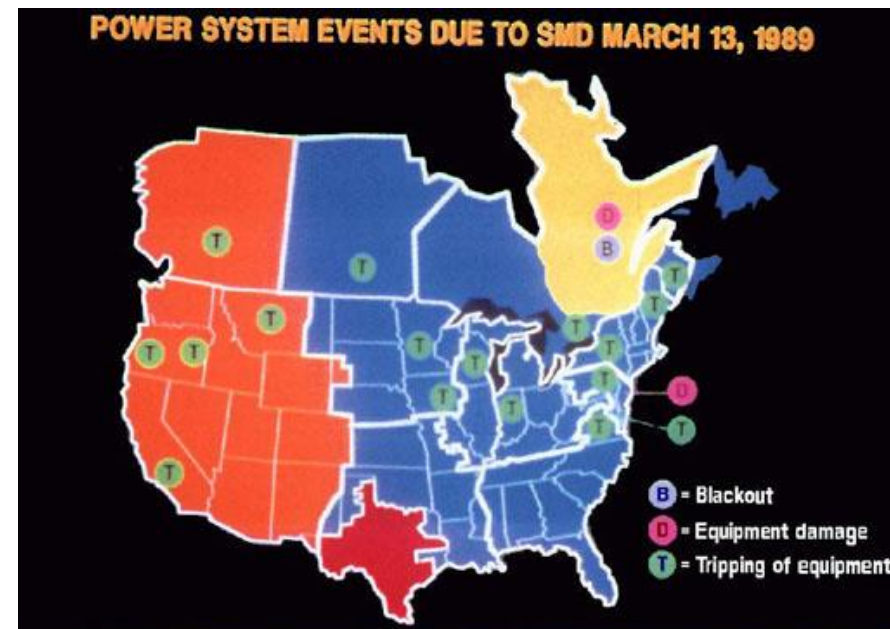 POWER SYSTEM EVENTS DUE TO SMD MARCH 13, 1989
D
T
B
T
T
T
T
T
T
T
T
T
T
T
T
D
T
T
T
T
T
B = Blackout
D = Equipment damage
T = Tripping of equipment